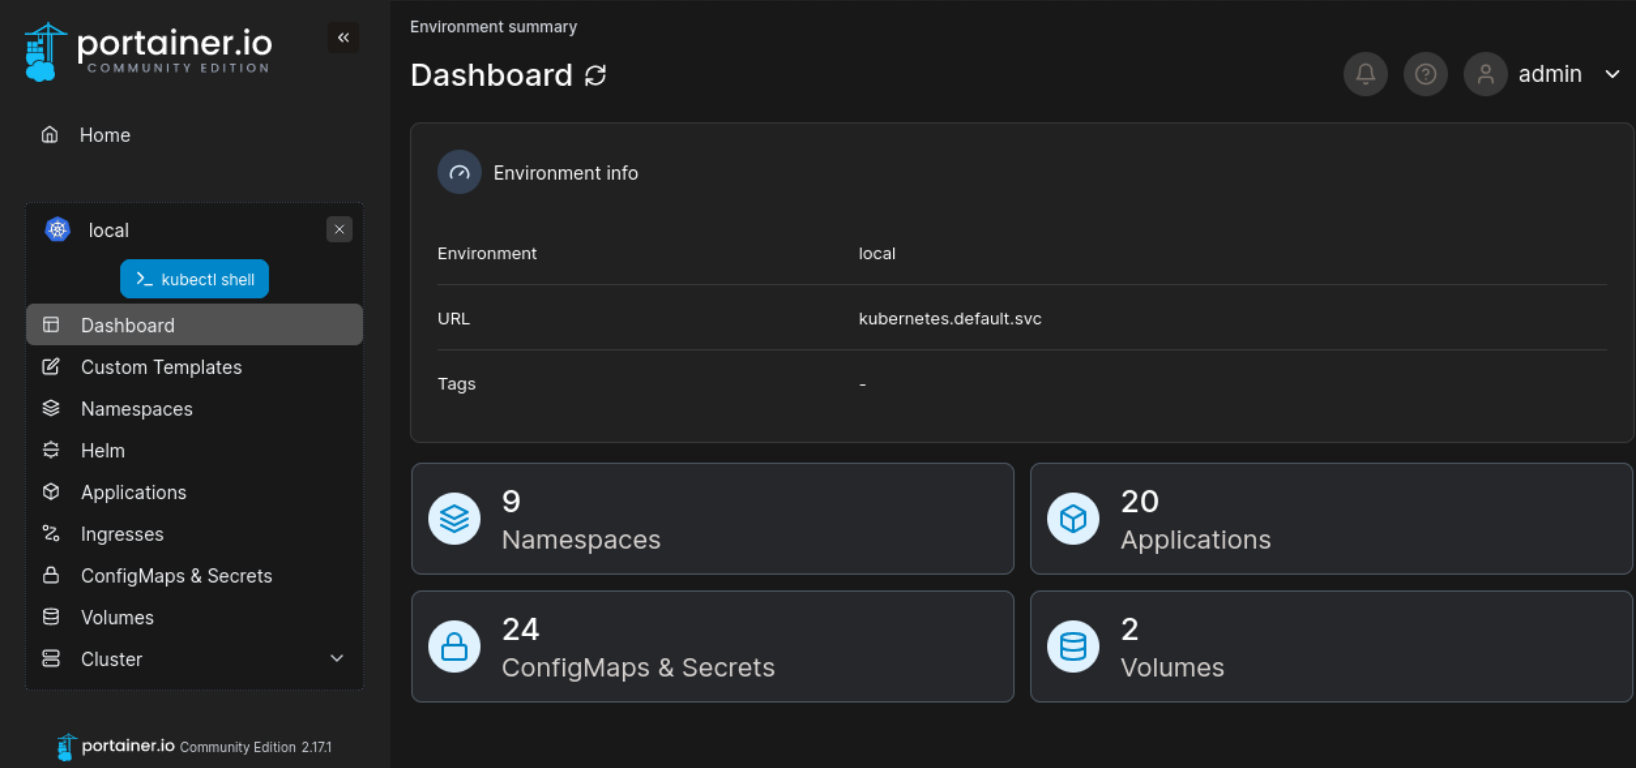 portainer.io
COMMUNITY EDITION
Home
local
kubectl shell
Dashboard
Custom Templates
Namespaces
Helm
Applications
Ingresses
ConfigMaps & Secrets
Volumes
Cluster
portainer.io Community Edition 2.17.1
Environment summary
Dashboard
admin
Environment info
Environment local
URL kubernetes.default.svc
Tags -
9
Namespaces
20
Applications
24
ConfigMaps & Secrets
2
Volumes